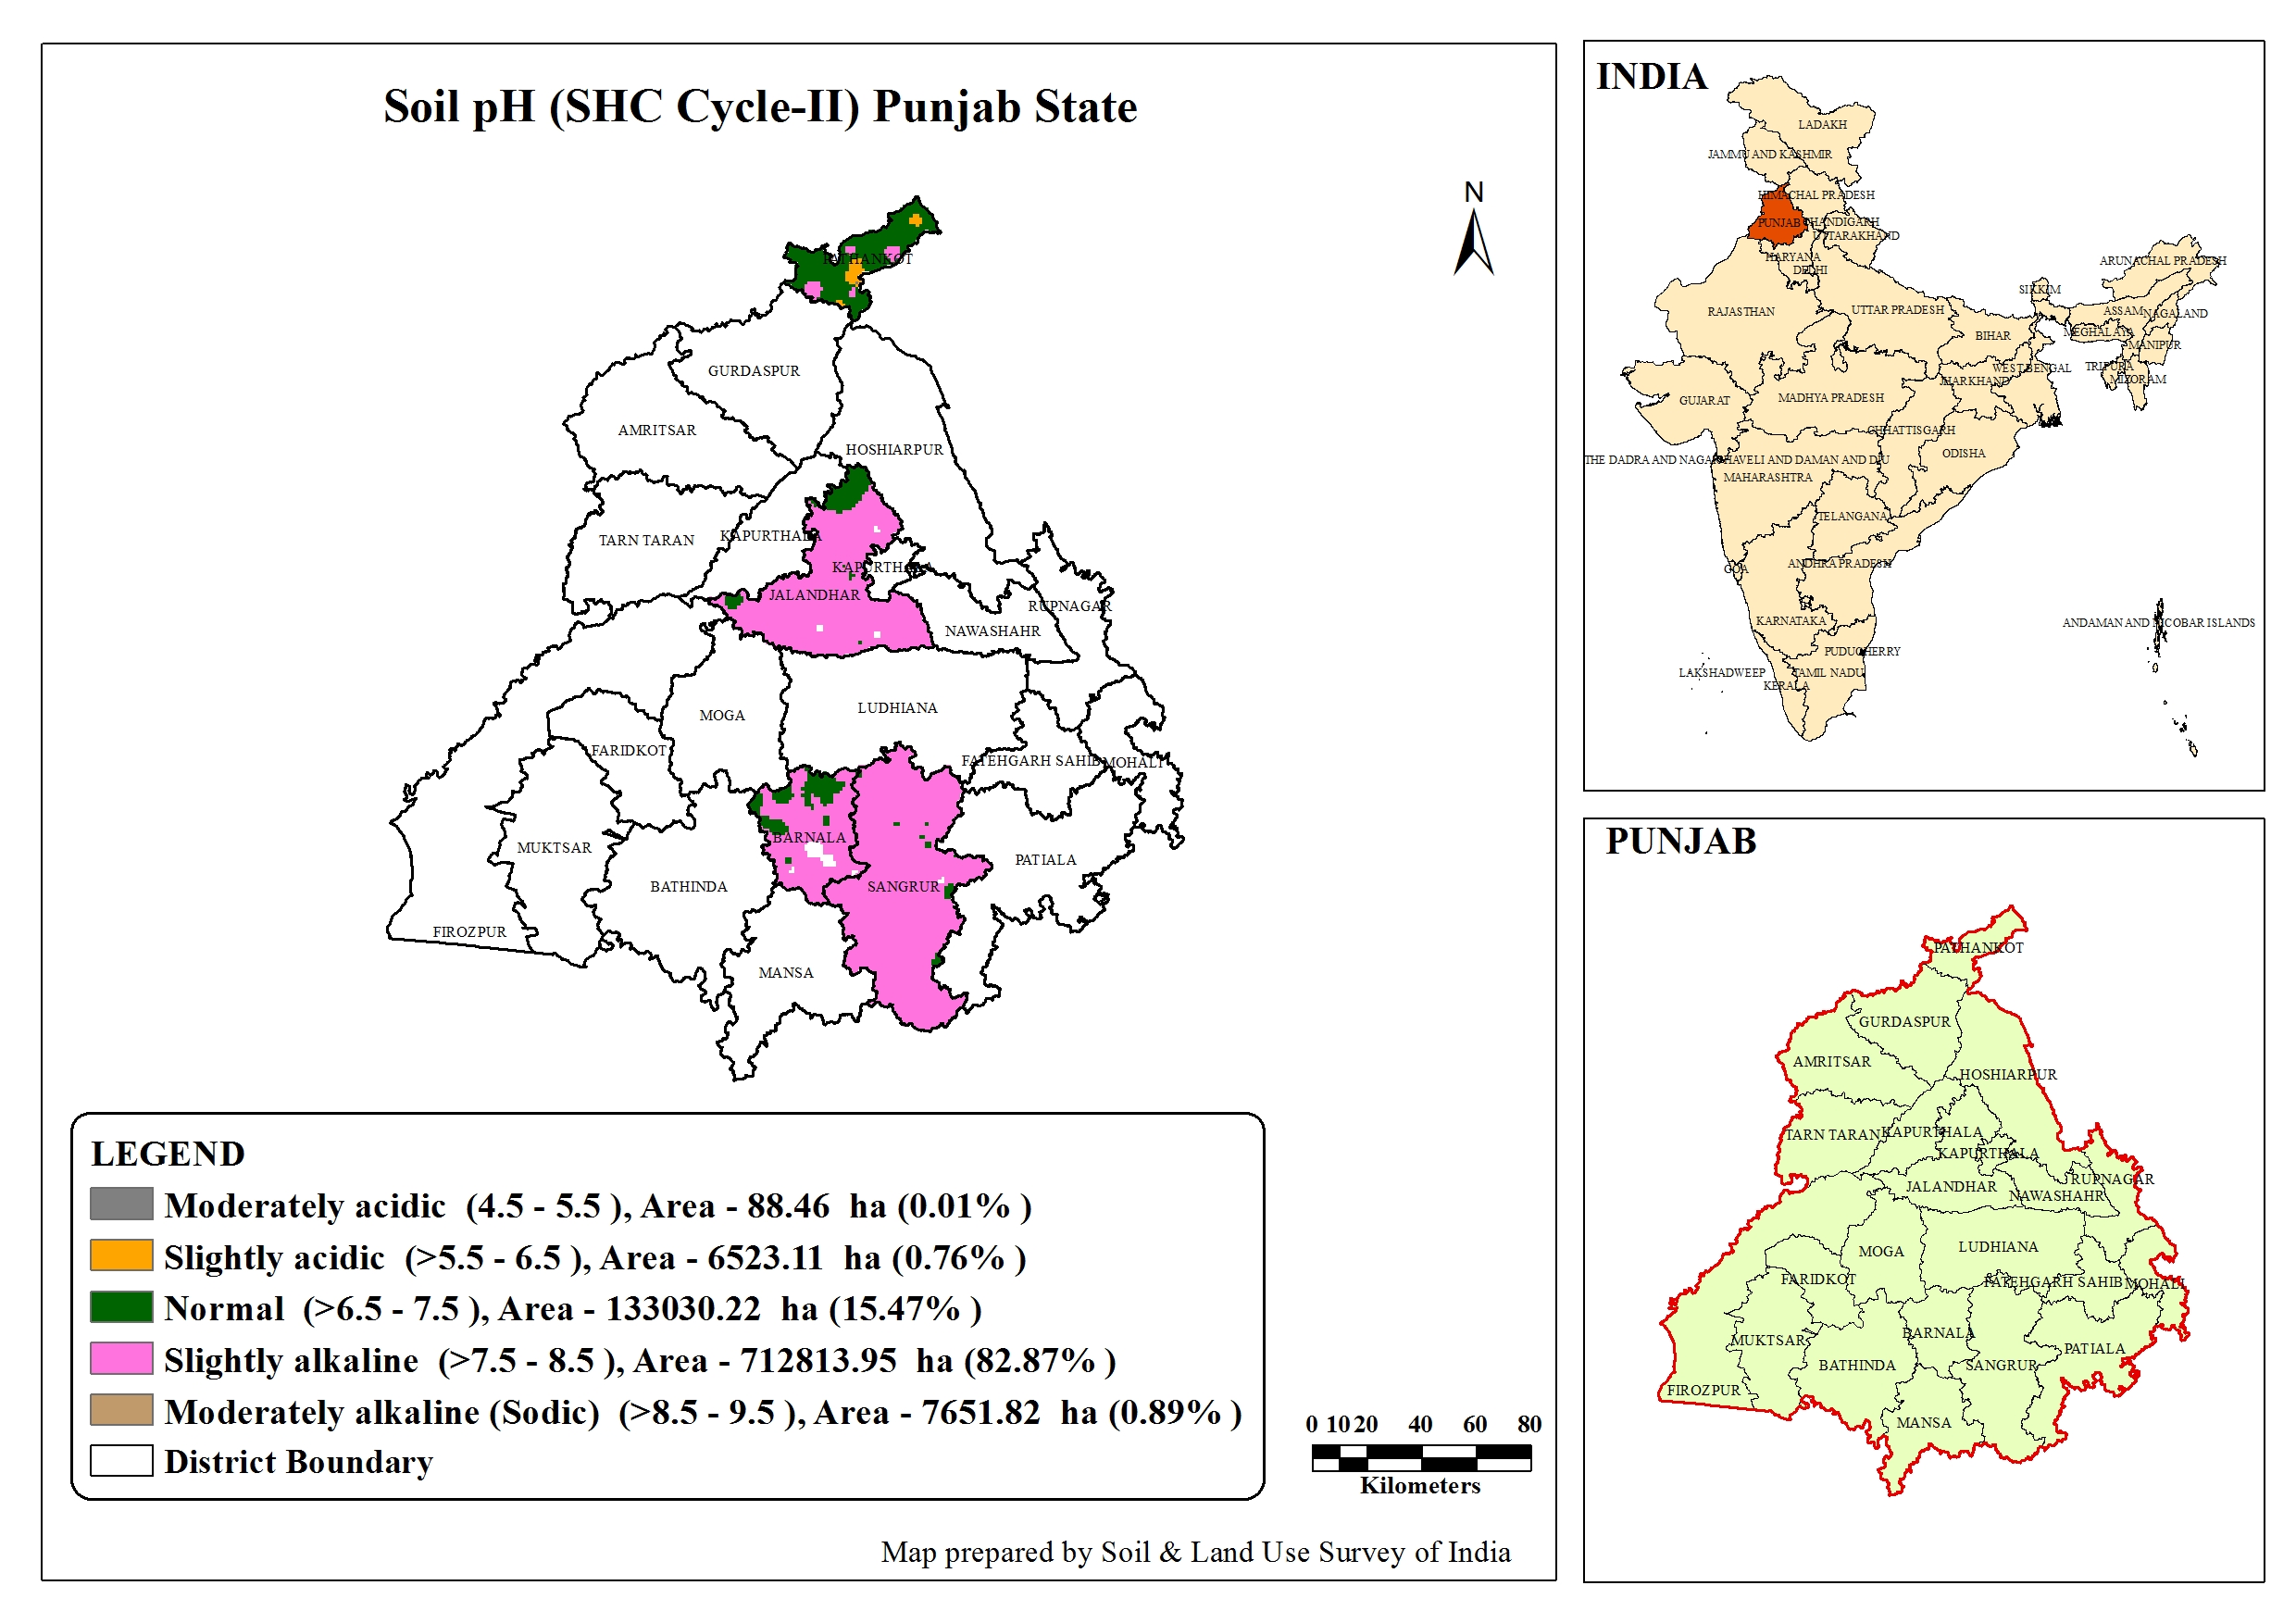 Soil pH (SHC Cycle-II) Punjab State
N
PATHANKOT
GURDASPUR
AMRITSAR
HOSHIARPUR
TARN TARAN
KAPURTHALA
KAPURTHALA
JALANDHAR
RUPNAGAR
NAWASHAHR
MOGA
LUDHIANA
FARIDKOT
FATEHGARH SAHIB
MOHALI
MUKTSAR
BARNALA
PATIALA
BATHINDA
SANGRUR
FIROZPUR
MANSA
LEGEND
Moderately acidic (4.5 - 5.5 ), Area - 88.46 ha (0.01% )
Slightly acidic (>5.5 - 6.5 ), Area - 6523.11 ha (0.76% )
Normal (>6.5 - 7.5 ), Area - 133030.22 ha (15.47% )
Slightly alkaline (>7.5 - 8.5 ), Area - 712813.95 ha (82.87% )
Moderately alkaline (Sodic) (>8.5 - 9.5 ), Area - 7651.82 ha (0.89% )
District Boundary
0 10 20 40 60 80
Kilometers
Map prepared by Soil & Land Use Survey of India
INDIA
LADAKH
JAMMU AND KASHMIR
HIMACHAL PRADESH
PUNJAB
CHANDIGARH
UTTARAKHAND
HARYANA
DELHI
ARUNACHAL PRADESH
SIKKIM
RAJASTHAN
UTTAR PRADESH
ASSAM
NAGALAND
BIHAR
MEGHALAYA
MANIPUR
WEST BENGAL
TRIPURA
JHARKHAND
MIZORAM
GUJARAT
MADHYA PRADESH
CHHATTISGARH
ODISHA
THE DADRA AND NAGAR HAVELI AND DAMAN AND DIU
MAHARASHTRA
TELANGANA
GOA
ANDHRA PRADESH
KARNATAKA
ANDAMAN AND NICOBAR ISLANDS
PUDUCHERRY
LAKSHADWEEP
TAMIL NADU
KERALA
PUNJAB
PATHANKOT
GURDASPUR
AMRITSAR
HOSHIARPUR
TARN TARAN
KAPURTHALA
KAPURTHALA
JALANDHAR
RUPNAGAR
NAWASHAHR
MOGA
LUDHIANA
FARIDKOT
FATEHGARH SAHIB
MOHALI
MUKTSAR
BARNALA
PATIALA
BATHINDA
SANGRUR
FIROZPUR
MANSA